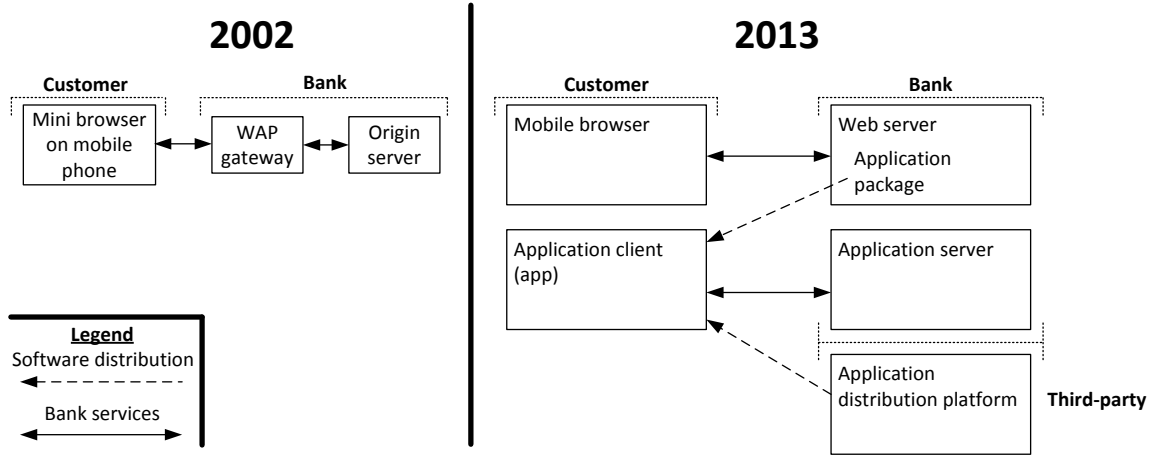 2002
Customer
Bank
Mini browser
on mobile
phone
WAP
gateway
Origin
server
Legend
Software distribution
Bank services
2013
Customer
Bank
Mobile browser
Web server
Application
package
Application client
(app)
Application server
Application
distribution platform
Third-party